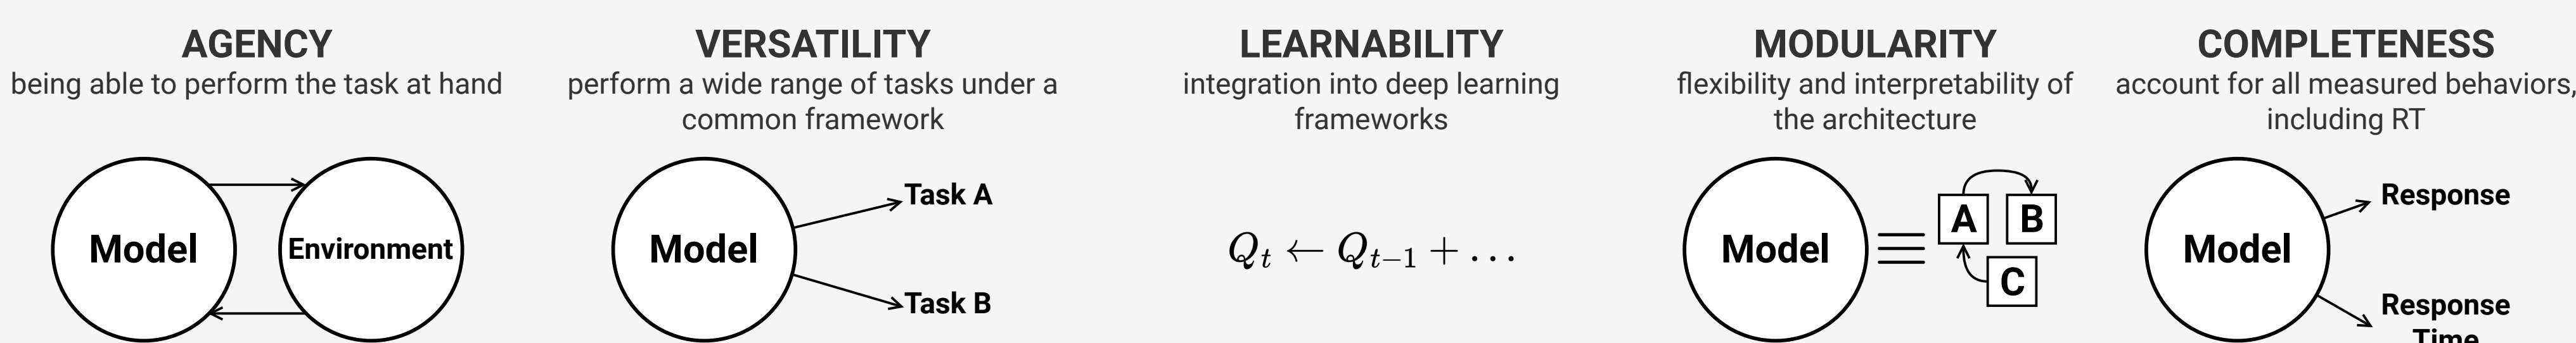 AGENCY
being able to perform the task at hand
Model
Environment
VERSATILITY
perform a wide range of tasks under a
common framework
Model
Task A
Task B
LEARNABILITY
integration into deep learning
frameworks
Q_t ← Q_{t−1} + …
MODULARITY
flexibility and interpretability of
the architecture
Model
A
B
C
COMPLETENESS
account for all measured behaviors,
including RT
Model
Response
Response
Time